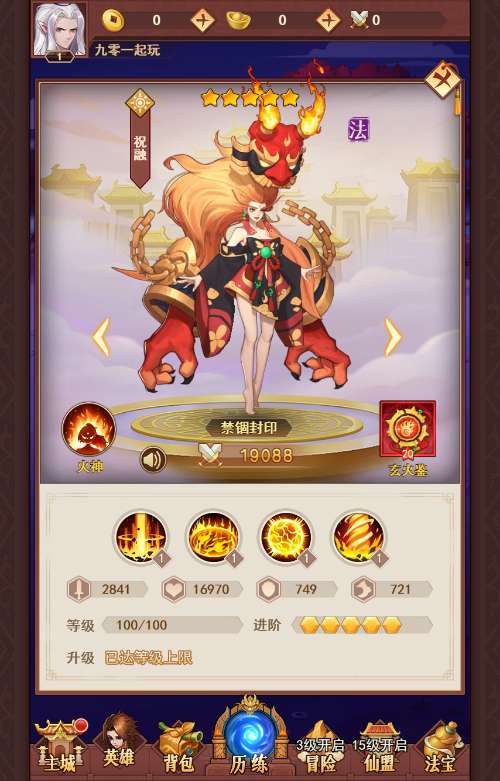 0 0 0
1
九零一起玩
祝融
法
禁锢封印
火神
19088
20
玄火鉴
1 1 1 1
2841 16970 749 721
等级 100/100 进阶
升级 已达等级上限
3级开启 15级开启
主城 英雄 背包 历练 冒险 仙盟 法宝